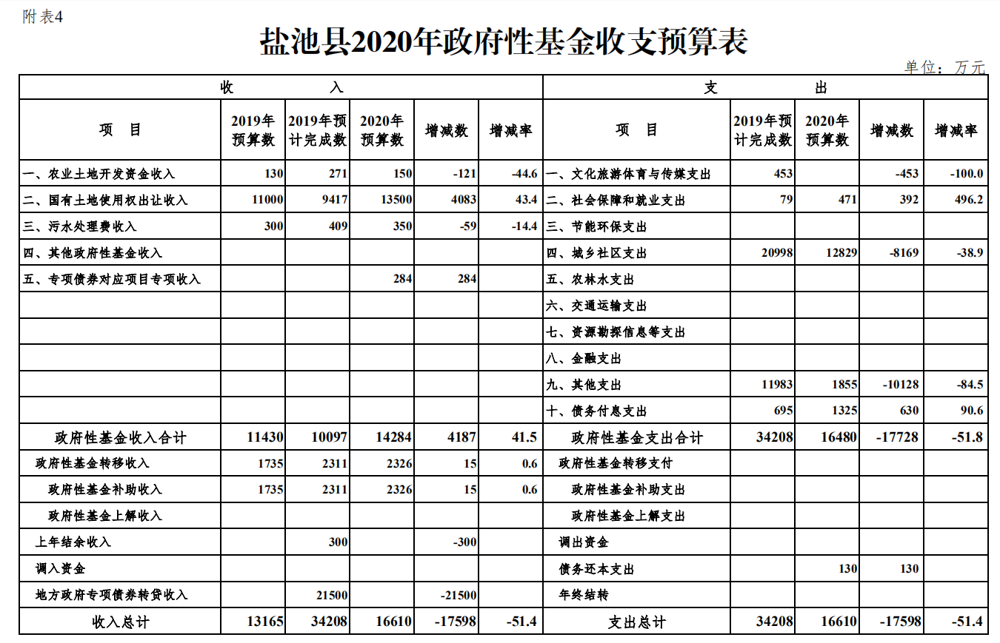 附表4
盐池县2020年政府性基金收支预算表
单位：万元
收 入 支 出
项 目 2019年预算数 2019年预计完成数 2020年预算数 增减数 增减率 项 目 2019年预计完成数 2020年预算数 增减数 增减率
一、农业土地开发资金收入 130 271 150 -121 -44.6 一、文化旅游体育与传媒支出 453 -453 -100.0
二、国有土地使用权出让收入 11000 9417 13500 4083 43.4 二、社会保障和就业支出 79 471 392 496.2
三、污水处理费收入 300 409 350 -59 -14.4 三、节能环保支出
四、其他政府性基金收入 四、城乡社区支出 20998 12829 -8169 -38.9
五、专项债券对应项目专项收入 284 284 五、农林水支出
六、交通运输支出
七、资源勘探信息等支出
八、金融支出
九、其他支出 11983 1855 -10128 -84.5
十、债务付息支出 695 1325 630 90.6
政府性基金收入合计 11430 10097 14284 4187 41.5 政府性基金支出合计 34208 16480 -17728 -51.8
政府性基金转移收入 1735 2311 2326 15 0.6 政府性基金转移支付
政府性基金补助收入 1735 2311 2326 15 0.6 政府性基金补助支出
政府性基金上解收入 政府性基金上解支出
上年结余收入 300 -300 调出资金
调入资金 债务还本支出 130 130
地方政府专项债券转贷收入 21500 -21500 年终结转
收入总计 13165 34208 16610 -17598 -51.4 支出总计 34208 16610 -17598 -51.4